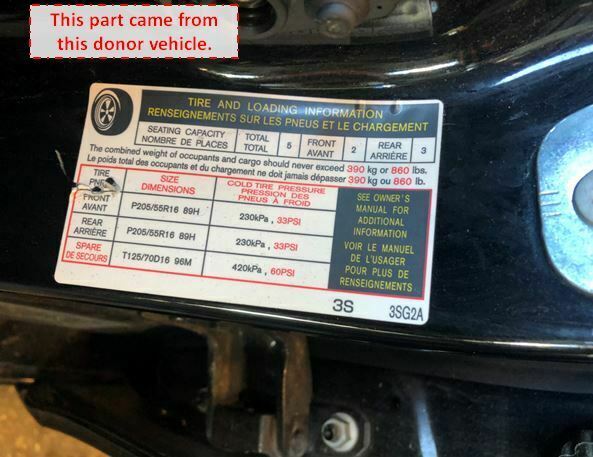 This part came from
this donor vehicle.
TIRE AND LOADING INFORMATION
RENSEIGNEMENTS SUR LES PNEUS ET LE CHARGEMENT
SEATING CAPACITY TOTAL 5 FRONT 2 REAR 3
NOMBRE DE PLACES TOTAL AVANT ARRIÈRE
The combined weight of occupants and cargo should never exceed 390 kg or 860 lbs.
Le poids total des occupants et du chargement ne doit jamais dépasser 390 kg ou 860 lb.
TIRE SIZE COLD TIRE PRESSURE
DIMENSIONS PRESSION DES
PNEUS À FROID
FRONT P205/55R16 89H 230kPa , 33PSI
AVANT
REAR P205/55R16 89H 230kPa , 33PSI
ARRIÈRE
SPARE T125/70D16 96M 420kPa , 60PSI
DE SECOURS
SEE OWNER'S
MANUAL FOR
ADDITIONAL
INFORMATION
VOIR LE MANUEL
DE L'USAGER
POUR PLUS DE
RENSEIGNEMENTS
3S 3SG2A